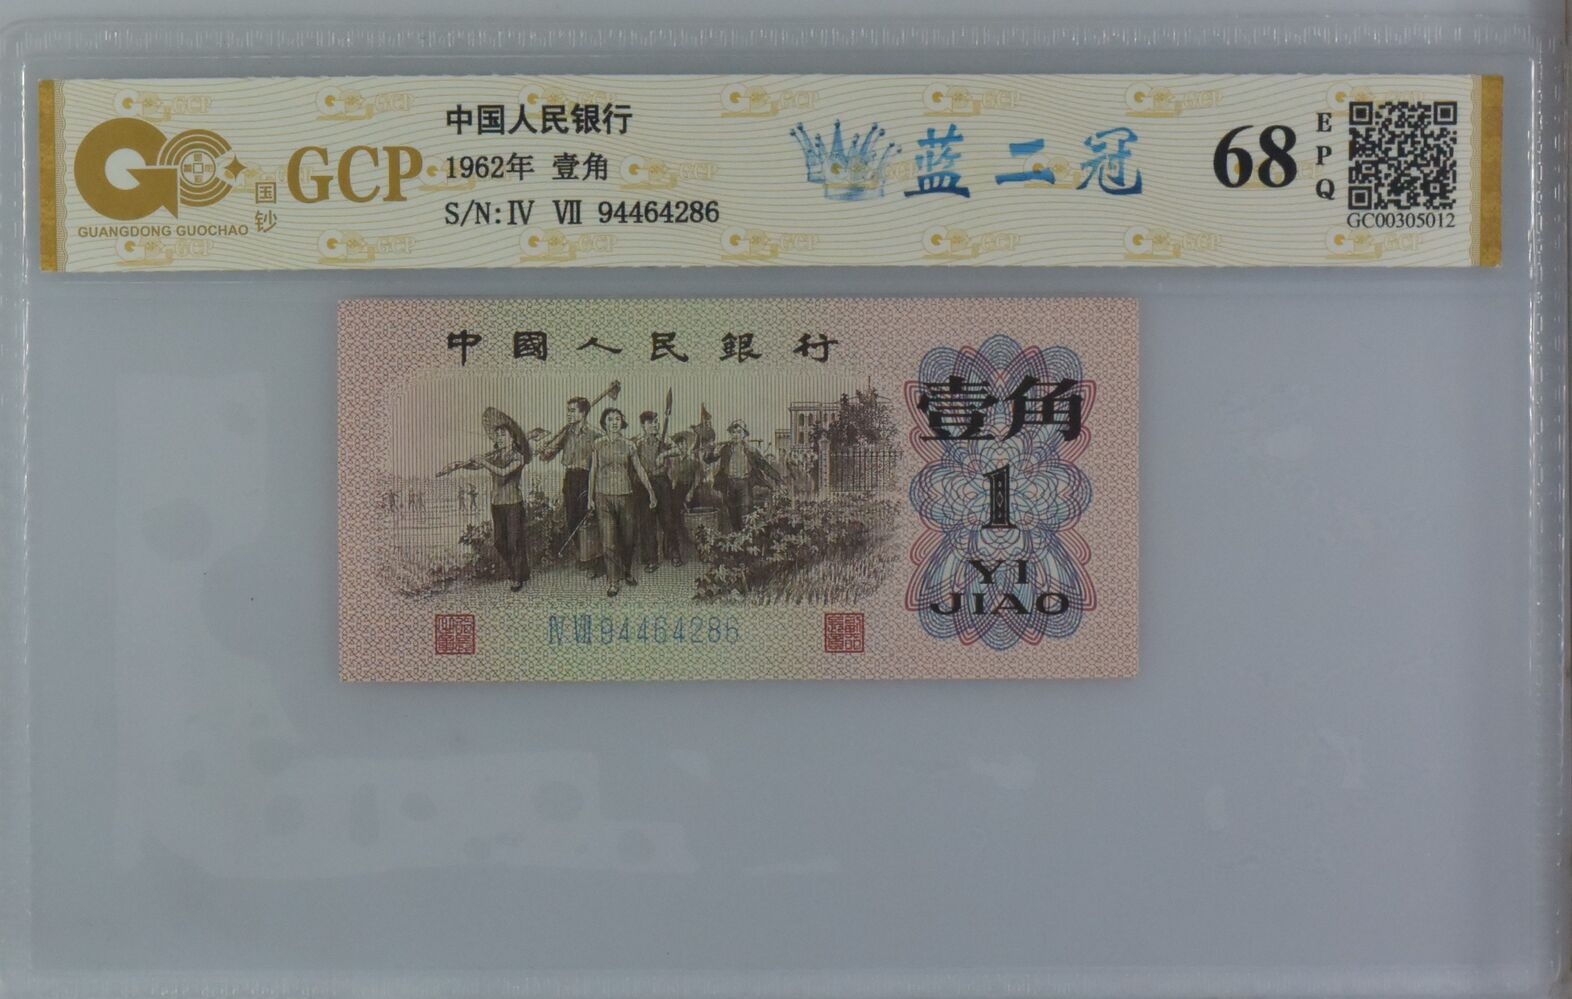 中国人民银行
1962年 壹角
S/N:Ⅳ Ⅶ 94464286
GCP
国钞
GUANGDONG GUOCHAO
蓝二冠
68
EPQ
GC00305012
中國人民銀行
壹角
1
YI
JIAO
Ⅳ Ⅶ 94464286